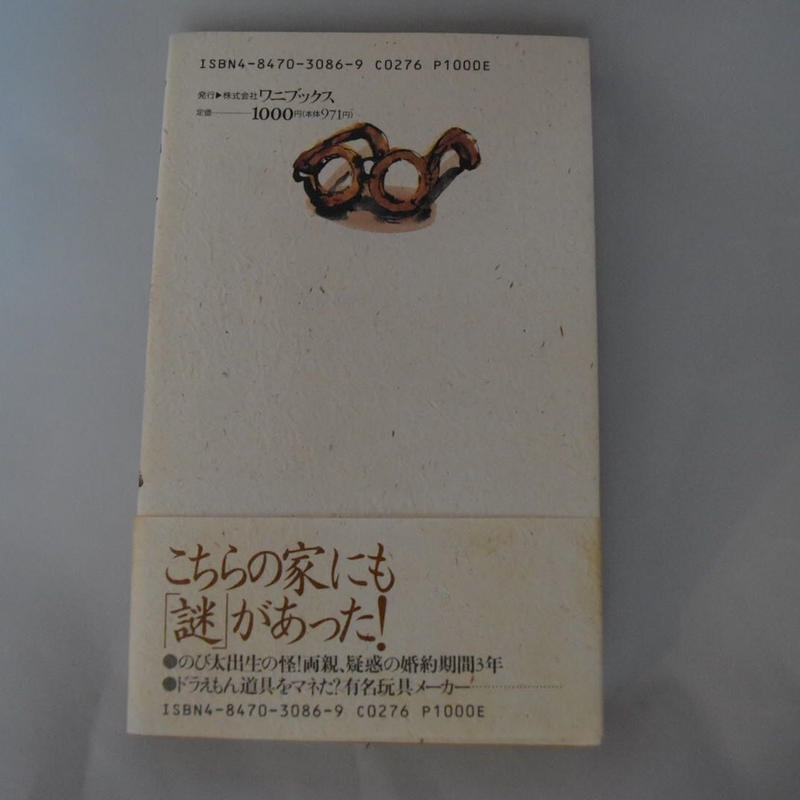 ISBN4-8470-3086-9 C0276 P1000E
発行▶株式会社ワニブックス
定価────1000円(本体971円)
こちらの家にも
「謎」があった!
●のび太出生の怪!両親、疑惑の婚約期間3年
●ドラえもん道具をマネた?有名玩具メーカー………………
ISBN4-8470-3086-9 C0276 P1000E